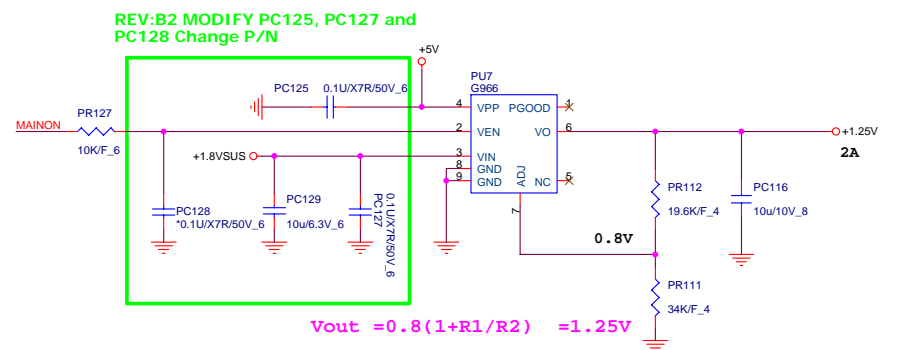 REV:B2 MODIFY PC125, PC127 and
PC128 Change P/N
+5V
PU7
G966
PC125 0.1U/X7R/50V_6
4 VPP PGOOD 1
PR127
MAINON
10K/F_6
2 VEN VO 6
+1.25V
2A
+1.8VSUS
3 VIN
8 GND
9 GND
ADJ
NC 5
7
PR112
19.6K/F_4
PC116
10u/10V_8
PC128
*0.1U/X7R/50V_6
PC129
10u/6.3V_6
PC127
0.1U/X7R/50V_6
0.8V
PR111
34K/F_4
Vout =0.8(1+R1/R2) =1.25V